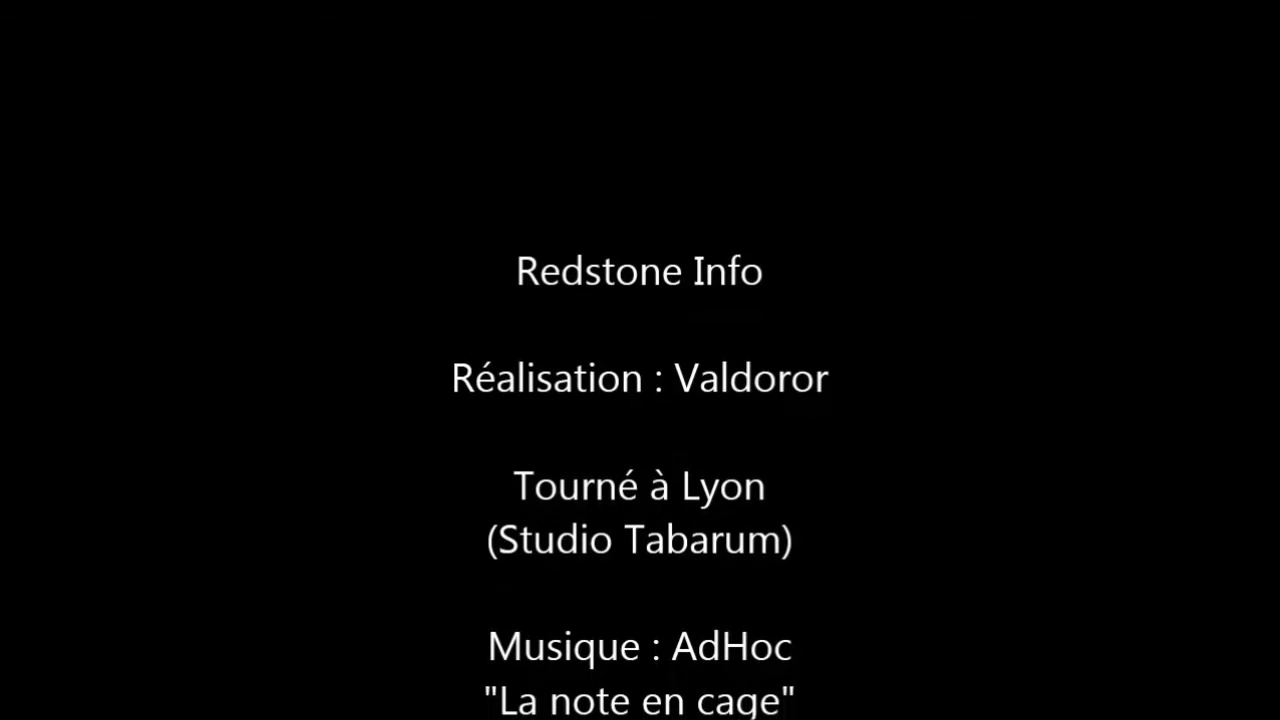 Redstone Info
Réalisation : Valdoror
Tourné à Lyon
(Studio Tabarum)
Musique : AdHoc
"La note en cage"